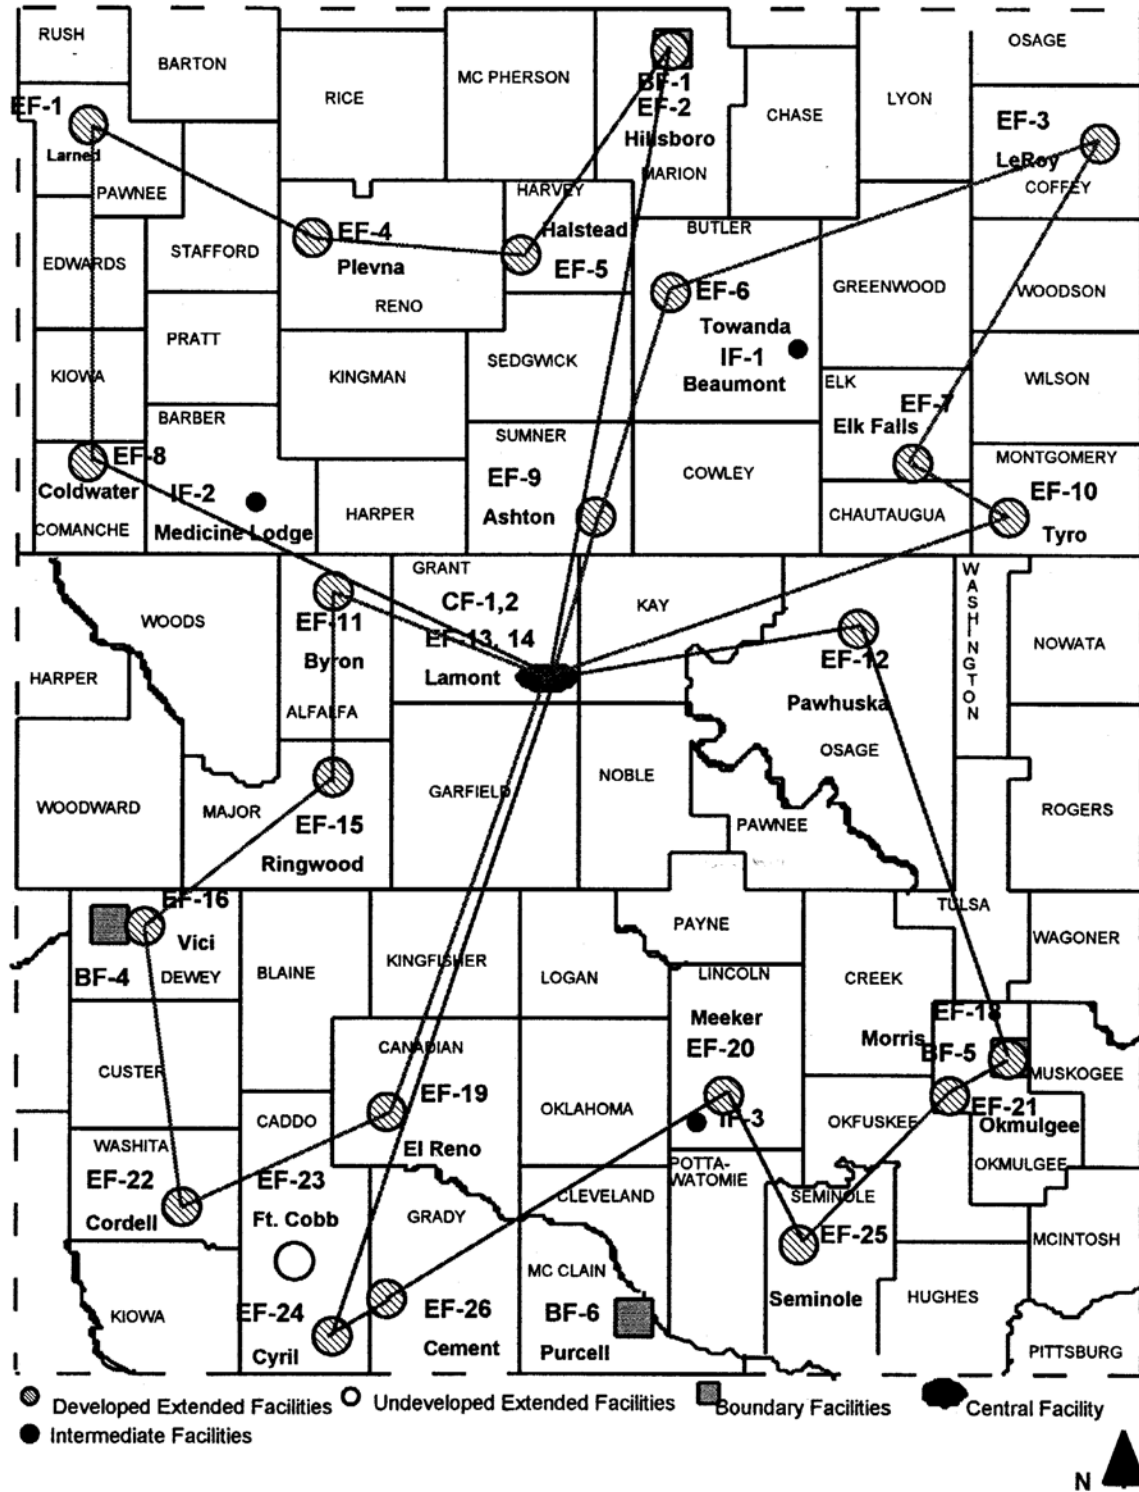 RUSH
BARTON
RICE
MC PHERSON
BF-1
EF-2
Hillsboro
MARION
CHASE
LYON
OSAGE
EF-1
Larned
PAWNEE
EF-3
LeRoy
COFFEY
HARVEY
Halstead
EF-5
BUTLER
EF-4
Plevna
RENO
STAFFORD
EDWARDS
EF-6
Towanda
IF-1
Beaumont
GREENWOOD
WOODSON
PRATT
KIOWA
KINGMAN
SEDGWICK
ELK
EF-7
Elk Falls
WILSON
BARBER
SUMNER
EF-9
Ashton
COWLEY
MONTGOMERY
EF-10
Tyro
EF-8
Coldwater
COMANCHE
IF-2
Medicine Lodge
HARPER
CHAUTAUGUA
GRANT
CF-1,2
EF-13, 14
Lamont
KAY
WASHINGTON
WOODS
EF-11
Byron
ALFALFA
EF-12
Pawhuska
OSAGE
NOWATA
HARPER
WOODWARD
MAJOR
EF-15
Ringwood
GARFIELD
NOBLE
PAWNEE
ROGERS
EF-16
Vici
BF-4
DEWEY
BLAINE
KINGFISHER
LOGAN
PAYNE
TULSA
WAGONER
LINCOLN
Meeker
EF-20
IF-3
CREEK
EF-18
Morris
BF-5
MUSKOGEE
CUSTER
CANADIAN
EF-19
El Reno
OKLAHOMA
OKFUSKEE
EF-21
Okmulgee
OKMULGEE
CADDO
WASHITA
EF-22
Cordell
EF-23
Ft. Cobb
GRADY
CLEVELAND
POTTA-
WATOMIE
SEMINOLE
EF-25
Seminole
MCINTOSH
MC CLAIN
BF-6
Purcell
HUGHES
KIOWA
EF-24
Cyril
EF-26
Cement
PITTSBURG
Developed Extended Facilities
Undeveloped Extended Facilities
Boundary Facilities
Central Facility
Intermediate Facilities
N